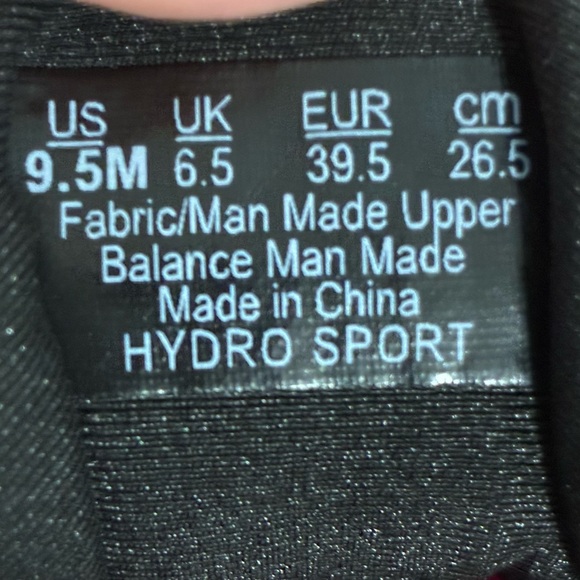 US UK EUR cm
9.5M 6.5 39.5 26.5
Fabric/Man Made Upper
Balance Man Made
Made in China
HYDRO SPORT